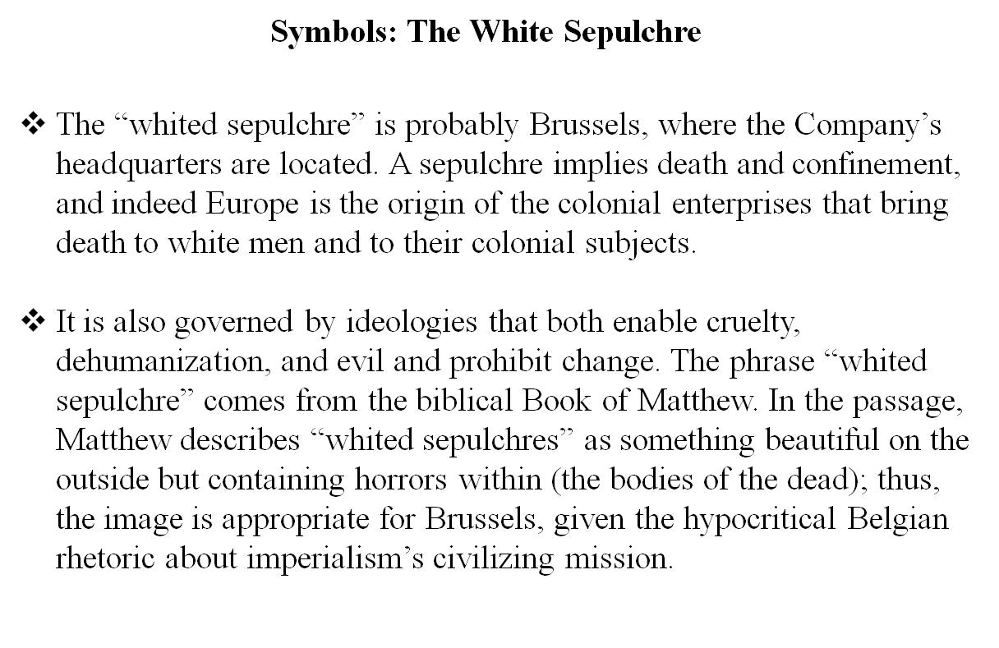 Symbols: The White Sepulchre
❖ The “whited sepulchre” is probably Brussels, where the Company’s
headquarters are located. A sepulchre implies death and confinement,
and indeed Europe is the origin of the colonial enterprises that bring
death to white men and to their colonial subjects.
❖ It is also governed by ideologies that both enable cruelty,
dehumanization, and evil and prohibit change. The phrase “whited
sepulchre” comes from the biblical Book of Matthew. In the passage,
Matthew describes “whited sepulchres” as something beautiful on the
outside but containing horrors within (the bodies of the dead); thus,
the image is appropriate for Brussels, given the hypocritical Belgian
rhetoric about imperialism’s civilizing mission.